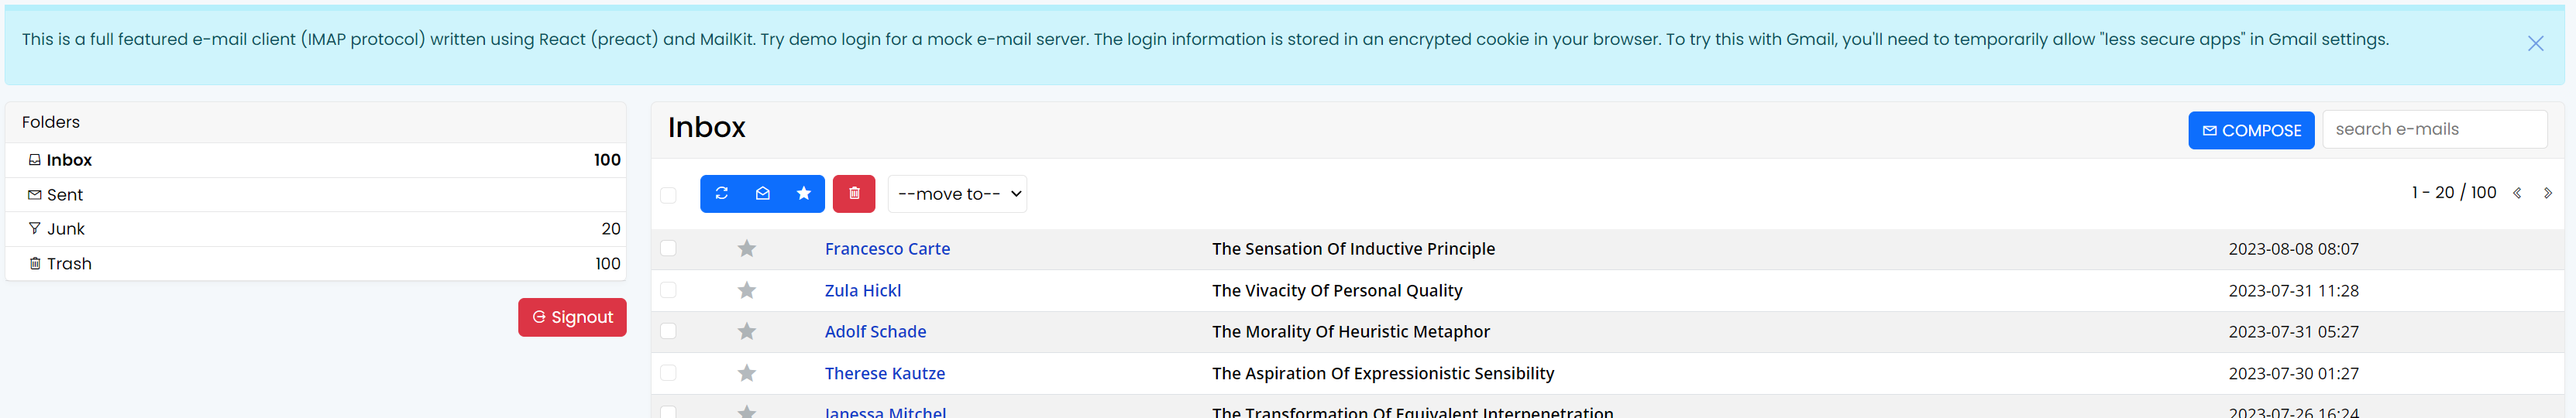 This is a full featured e-mail client (IMAP protocol) written using React (preact) and MailKit. Try demo login for a mock e-mail server. The login information is stored in an encrypted cookie in your browser. To try this with Gmail, you'll need to temporarily allow "less secure apps" in Gmail settings.
Folders
Inbox 100
Sent
Junk 20
Trash 100
Signout
Inbox
COMPOSE search e-mails
--move to-- 1 - 20 / 100
Francesco Carte The Sensation Of Inductive Principle 2023-08-08 08:07
Zula Hickl The Vivacity Of Personal Quality 2023-07-31 11:28
Adolf Schade The Morality Of Heuristic Metaphor 2023-07-31 05:27
Therese Kautze The Aspiration Of Expressionistic Sensibility 2023-07-30 01:27
Janessa Mitchel The Transformation Of Equivalent Interpenetration 2023-07-26 16:24